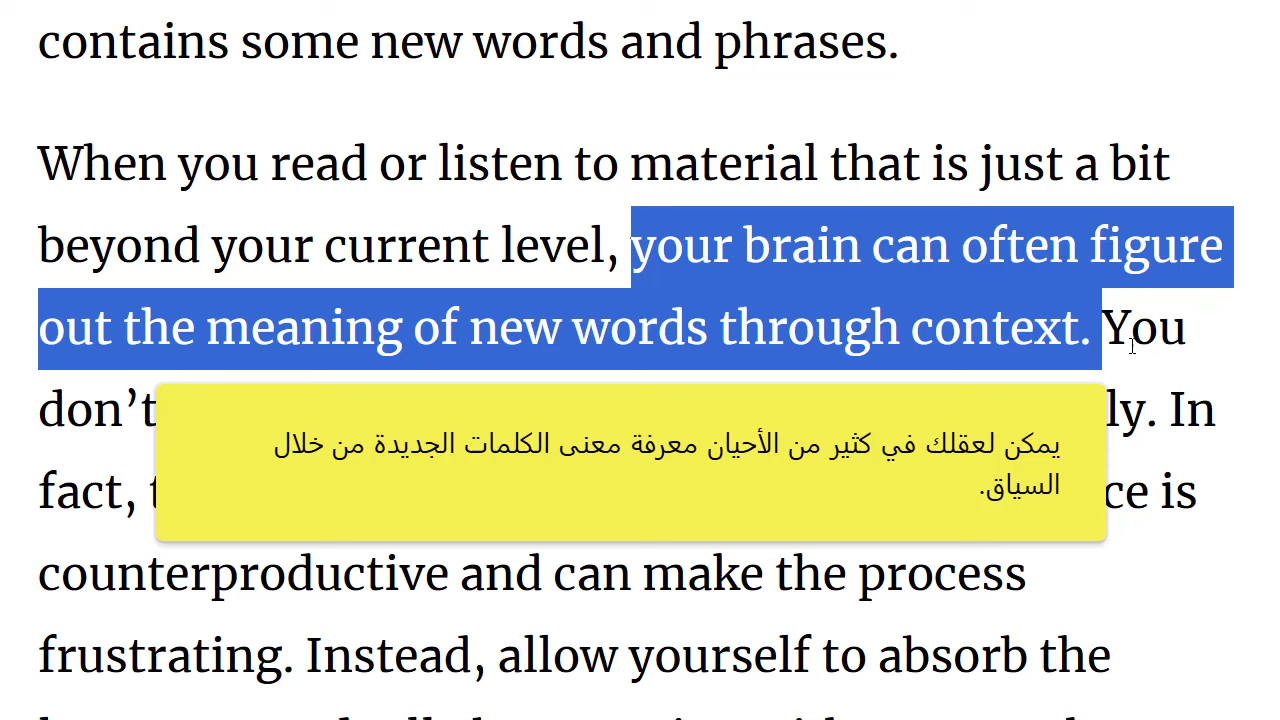 contains some new words and phrases.
When you read or listen to material that is just a bit
beyond your current level, your brain can often figure
out the meaning of new words through context. You
don’t ly. In
يمكن لعقلك في كثير من الأحيان معرفة معنى الكلمات الجديدة من خلال
السياق.
fact, ce is
counterproductive and can make the process
frustrating. Instead, allow yourself to absorb the